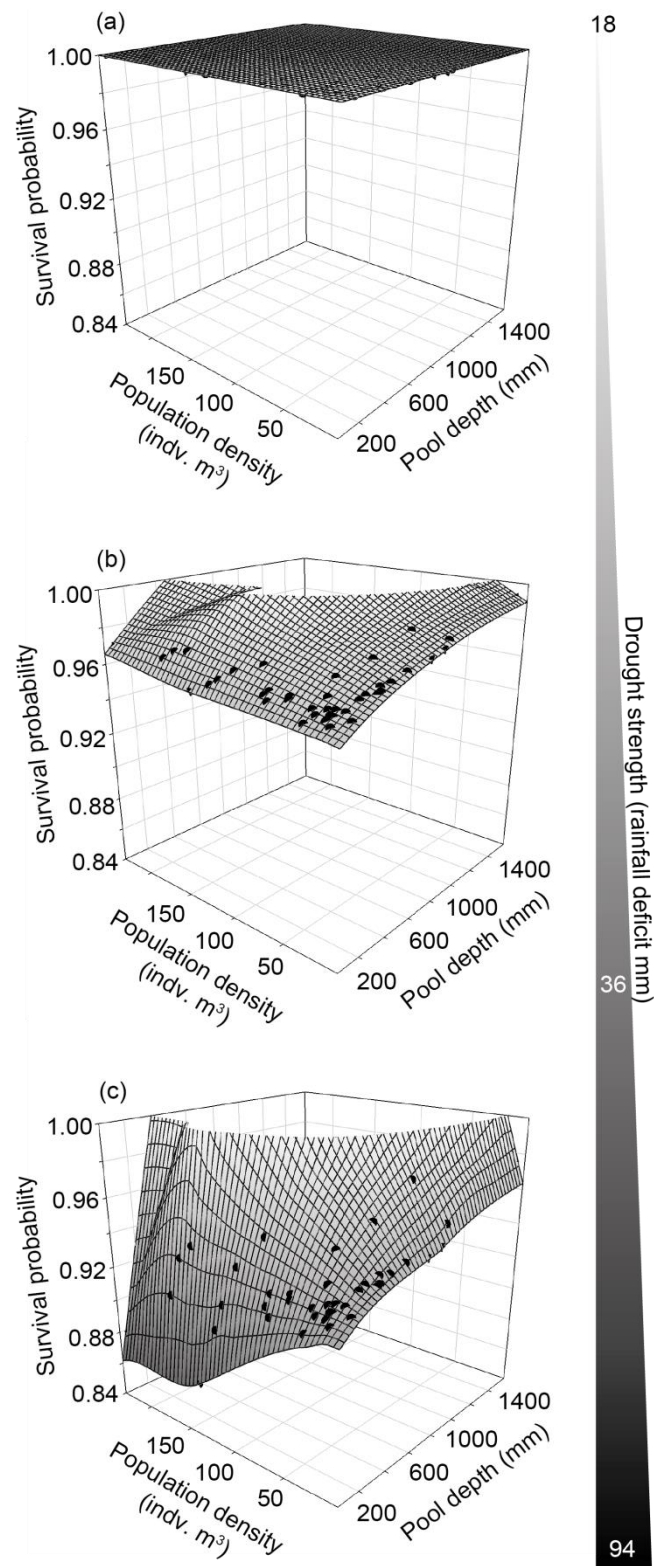 (a)
1.00
0.96
0.92
0.88
0.84
Survival probability
150
100
50
Population density
(indv. m³)
200
600
1000
1400
Pool depth (mm)
(b)
1.00
0.96
0.92
0.88
0.84
Survival probability
150
100
50
Population density
(indv. m³)
200
600
1000
1400
Pool depth (mm)
(c)
1.00
0.96
0.92
0.88
0.84
Survival probability
150
100
50
Population density
(indv. m³)
200
600
1000
1400
Pool depth (mm)
18
36
94
Drought strength (rainfall deficit mm)